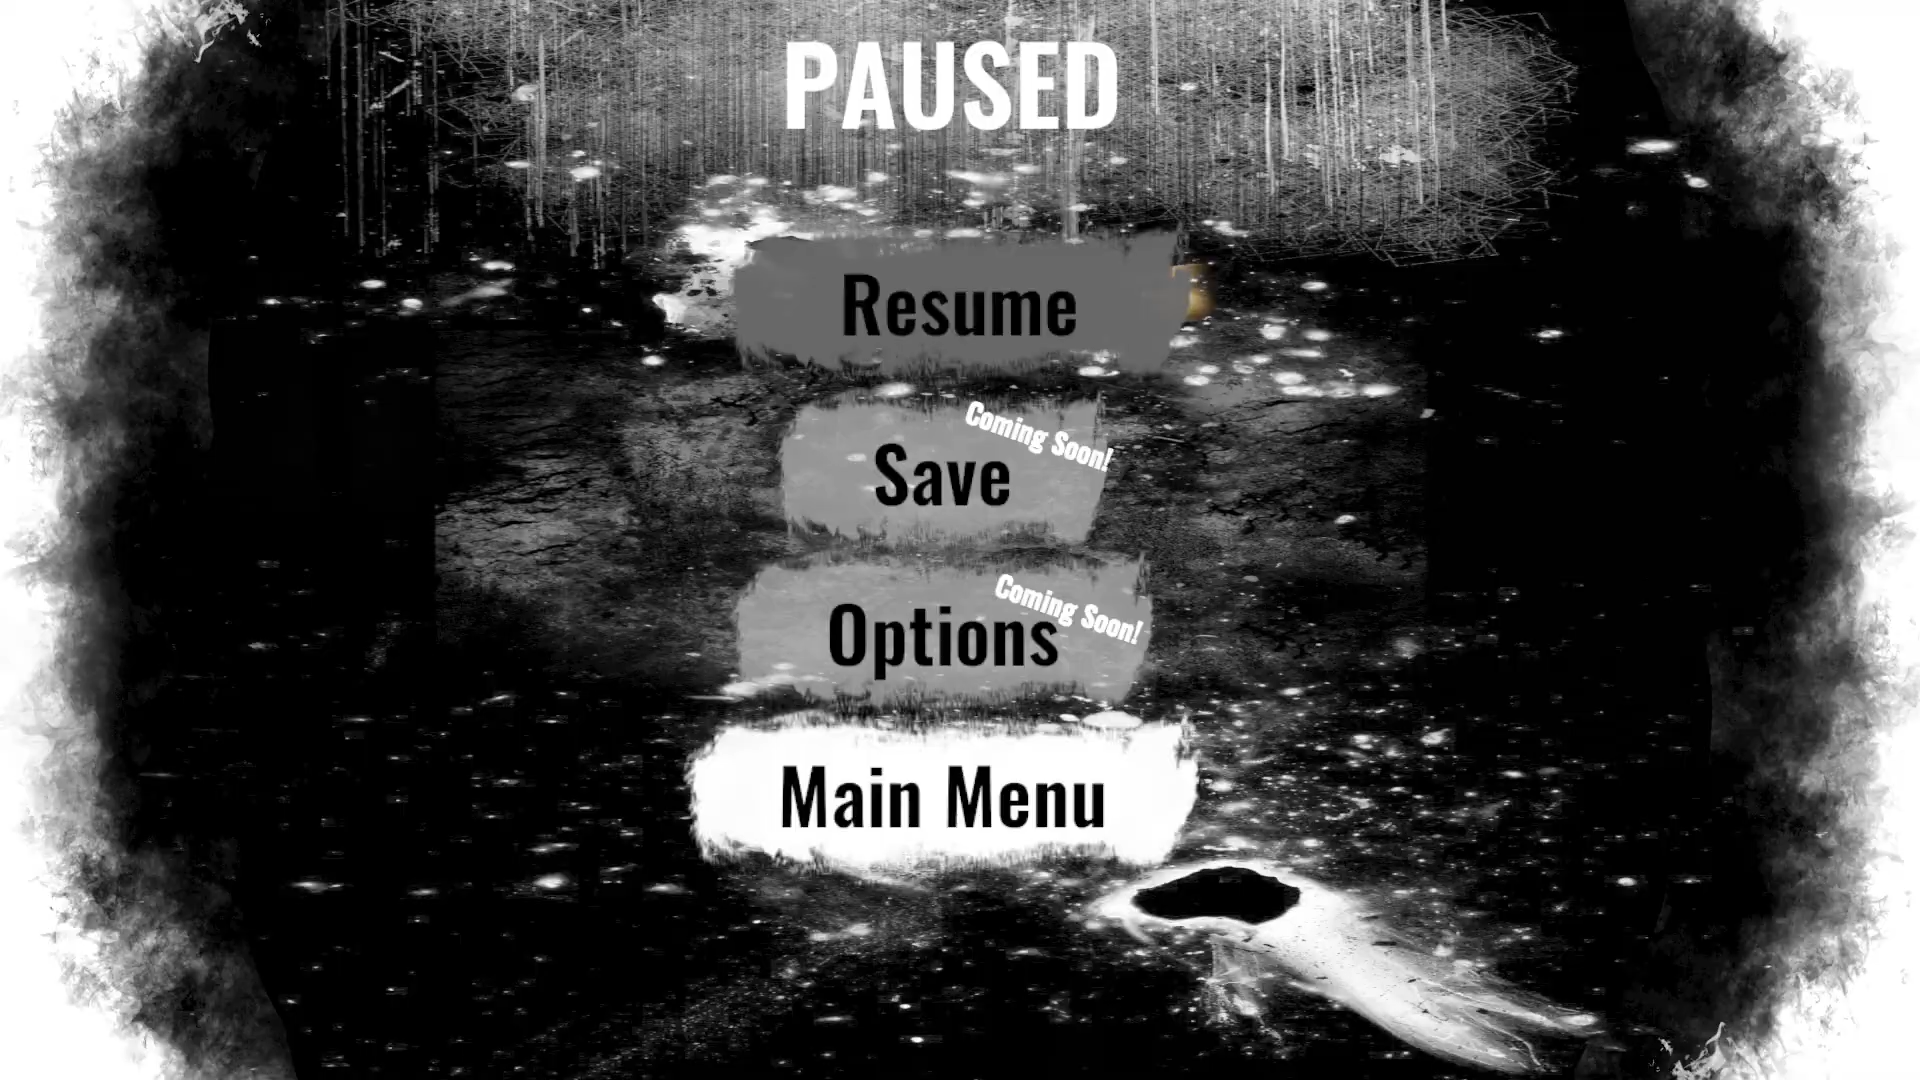 PAUSED
Resume
Coming Soon!
Save
Coming Soon!
Options
Main Menu